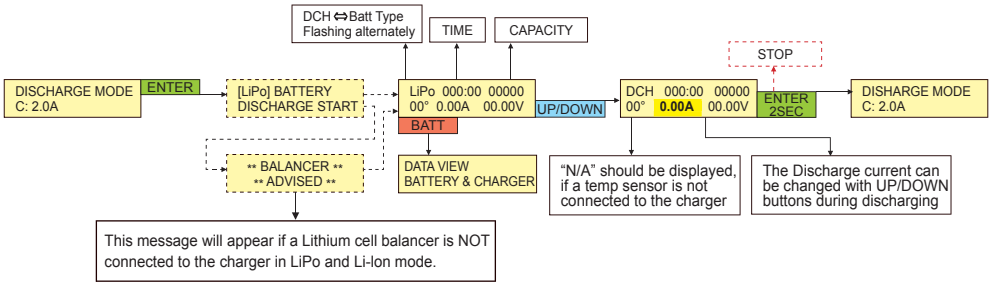 DCH ⇔ Batt Type
Flashing alternately
TIME
CAPACITY
STOP
DISCHARGE MODE
C: 2.0A
ENTER
[LiPo] BATTERY
DISCHARGE START
LiPo 000:00 00000
00° 0.00A 00.00V
UP/DOWN
BATT
DCH 000:00 00000
00° 0.00A 00.00V
ENTER
2SEC
DISHARGE MODE
C: 2.0A
** BALANCER **
** ADVISED **
DATA VIEW
BATTERY & CHARGER
“N/A” should be displayed,
if a temp sensor is not
connected to the charger
The Discharge current can
be changed with UP/DOWN
buttons during discharging
This message will appear if a Lithium cell balancer is NOT
connected to the charger in LiPo and Li-Ion mode.